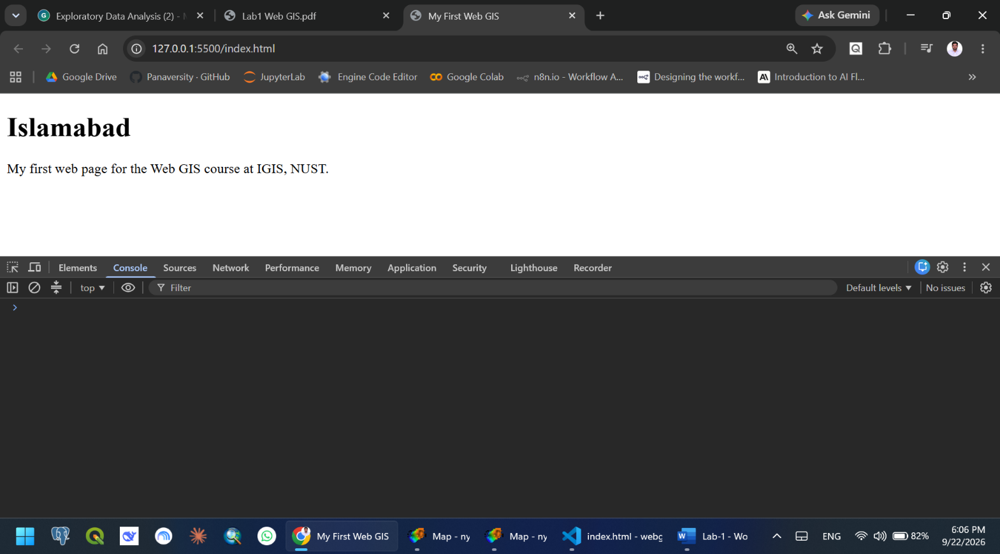 Exploratory Data Analysis (2) -
Lab1 Web GIS.pdf
My First Web GIS
Ask Gemini
127.0.0.1:5500/index.html
Google Drive
Panaversity · GitHub
JupyterLab
Engine Code Editor
Google Colab
n8n.io - Workflow A...
Designing the workf...
Introduction to AI Fl...
Islamabad
My first web page for the Web GIS course at IGIS, NUST.
Elements
Console
Sources
Network
Performance
Memory
Application
Security
Lighthouse
Recorder
top
Filter
Default levels
No issues
My First Web GIS
Map - ny
Map - ny
index.html - webg
Lab-1 - Wo
ENG
82%
6:06 PM
9/22/2026